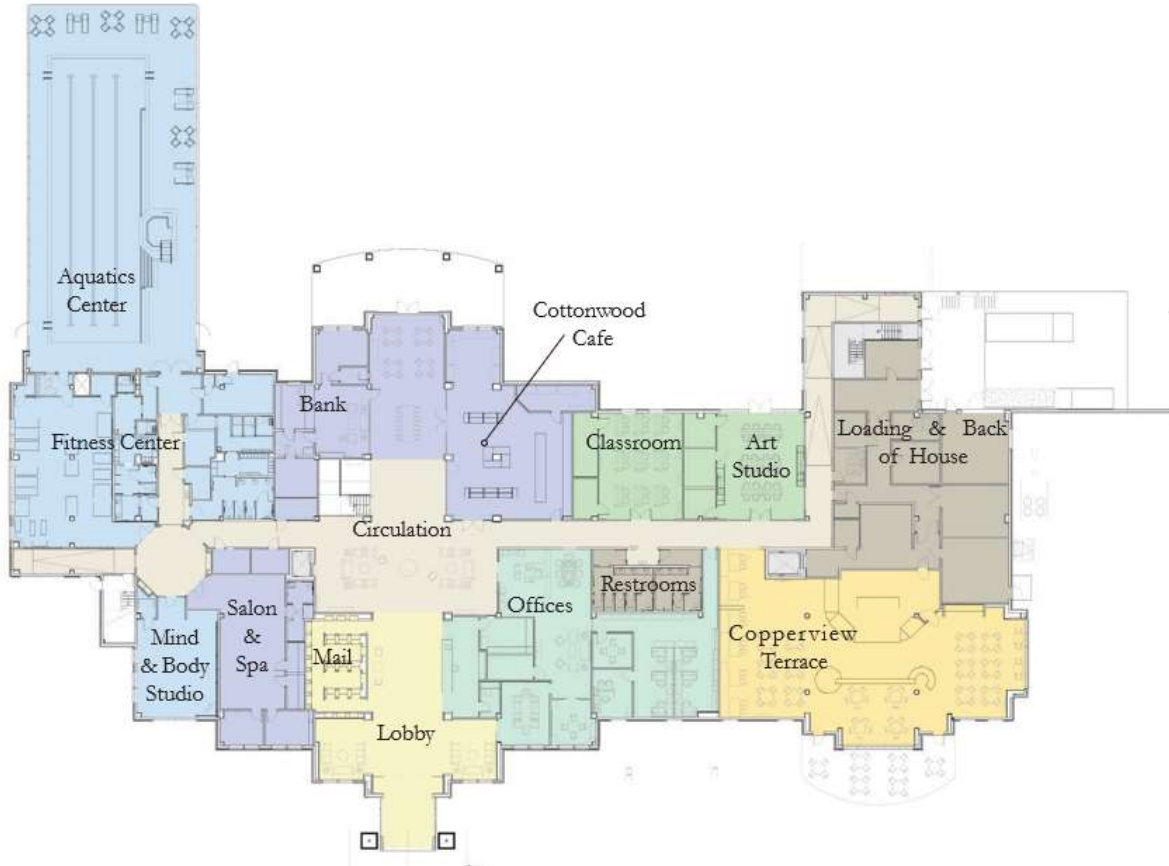 Aquatics
Center
Cottonwood
Cafe
Bank
Fitness Center
Classroom
Art
Studio
Loading & Back
of House
Circulation
Salon
&
Spa
Offices
Restrooms
Mind
& Body
Studio
Mail
Copperview
Terrace
Lobby